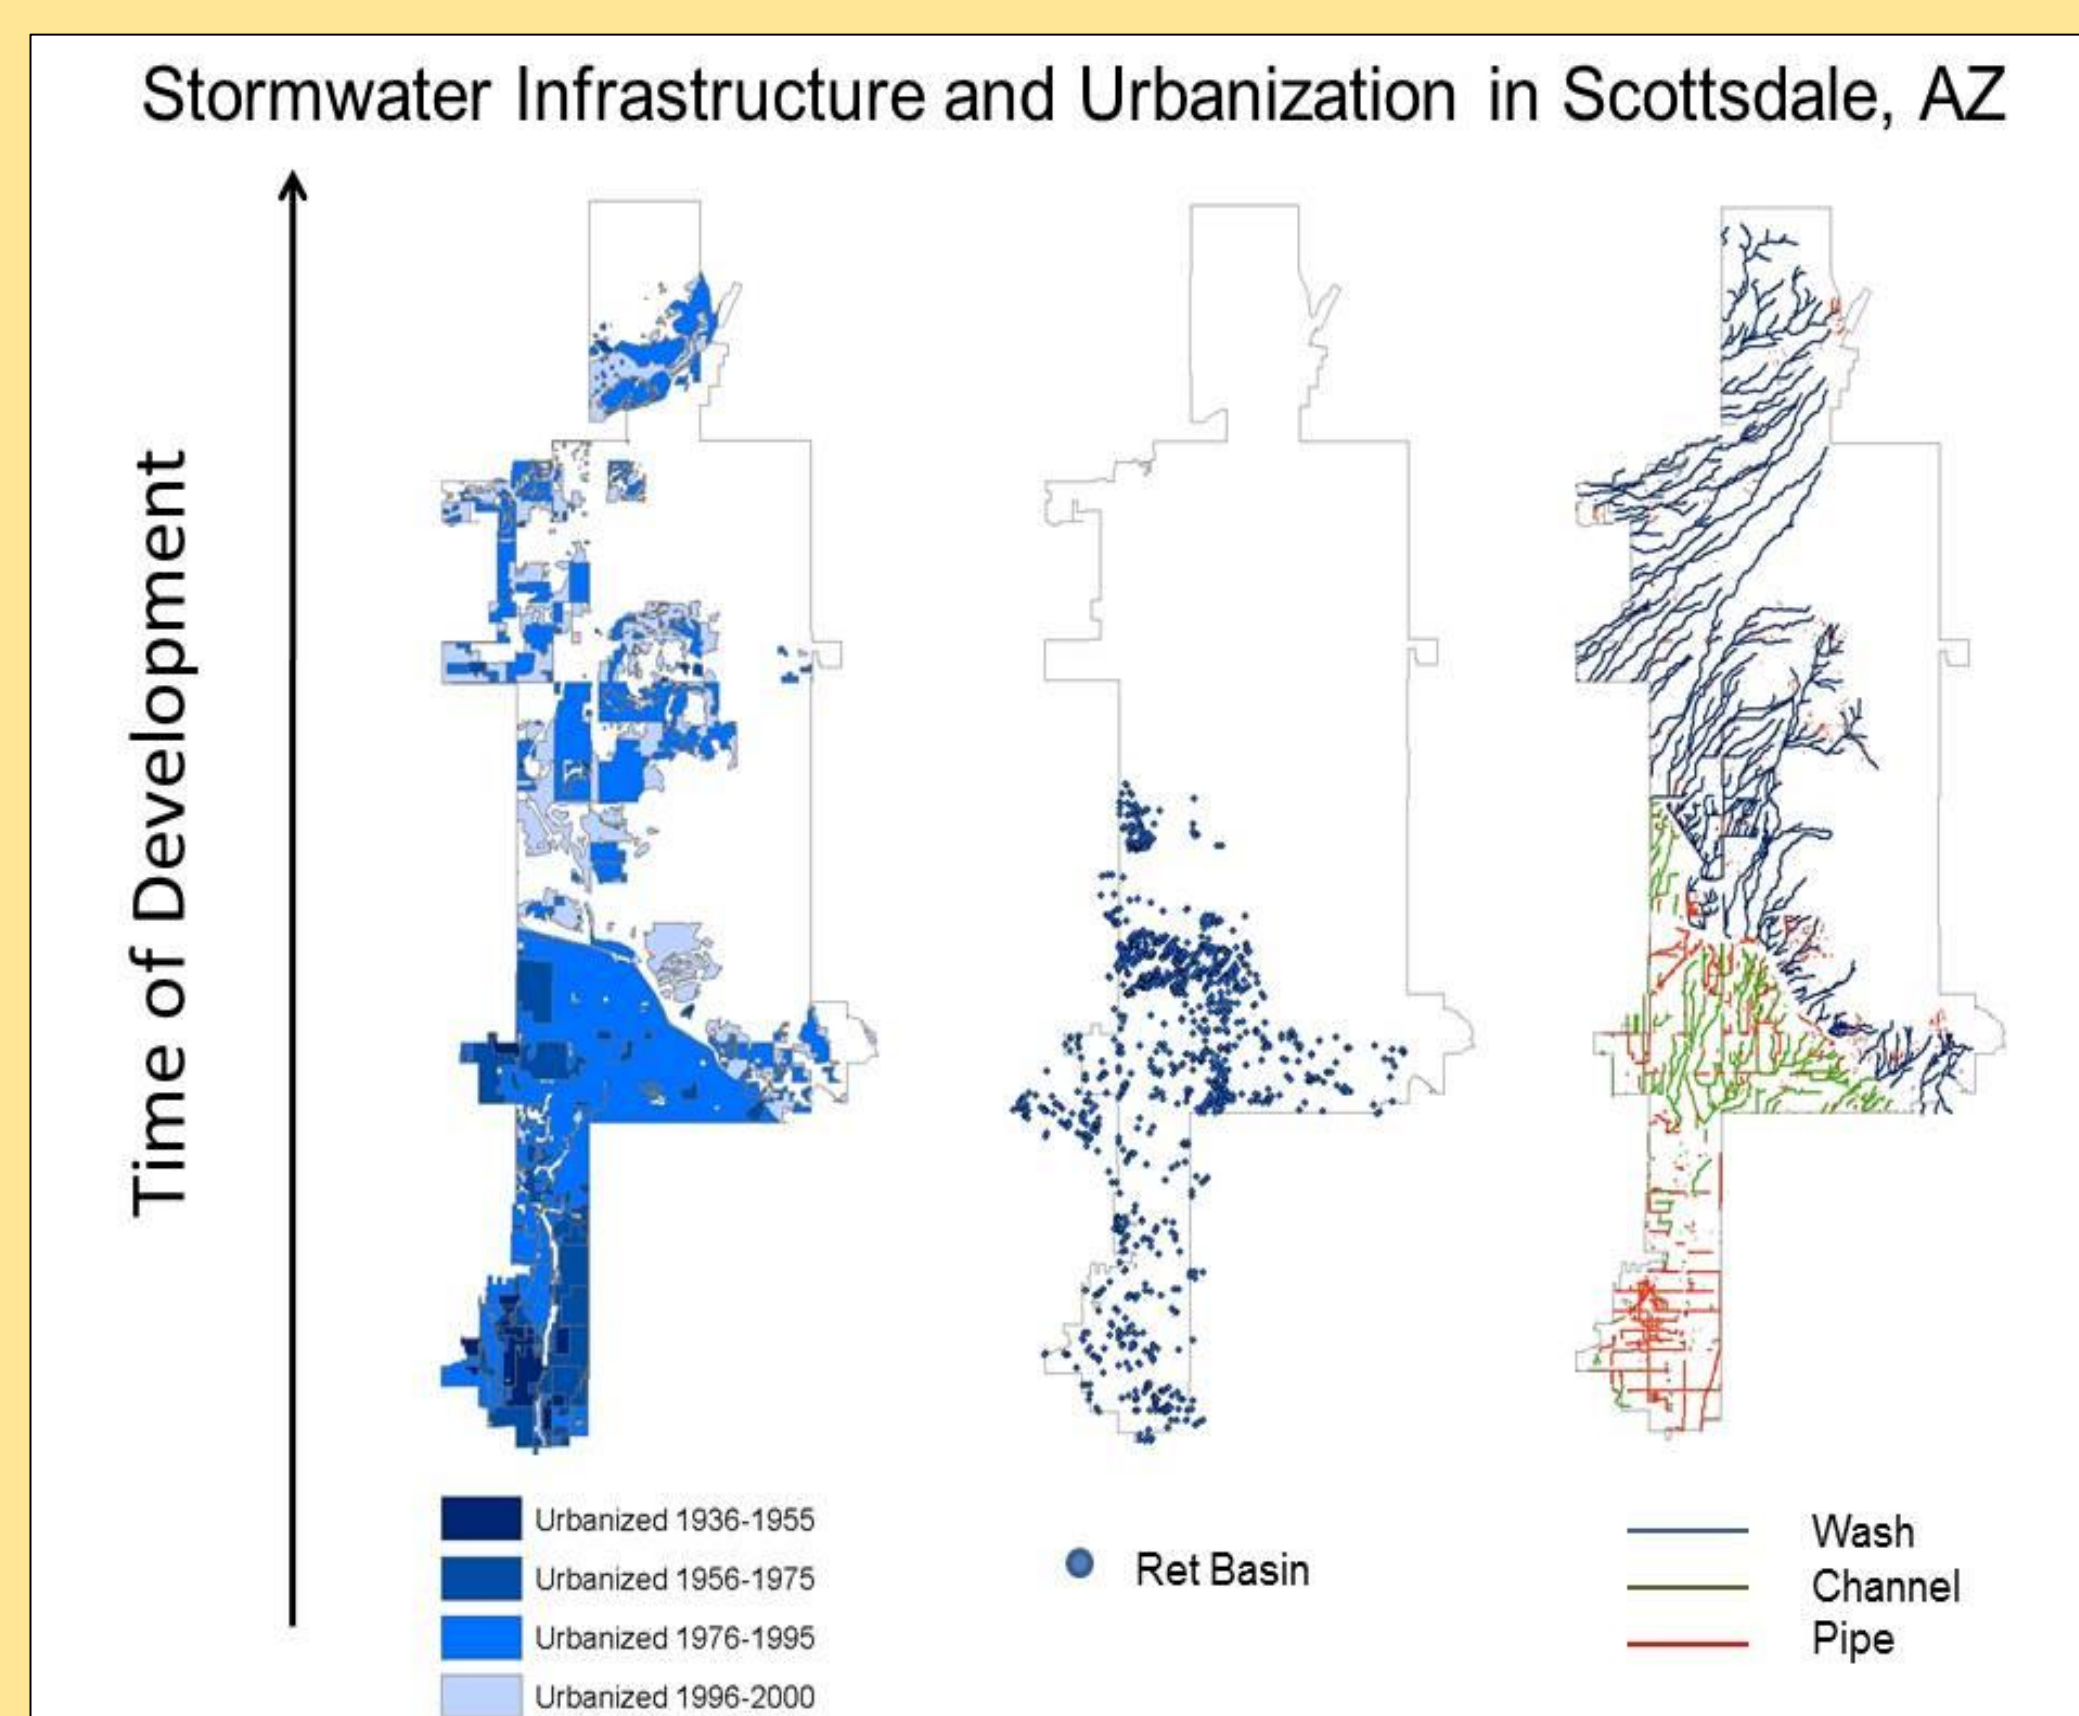 Stormwater Infrastructure and Urbanization in Scottsdale, AZ
Time of Development
Urbanized 1936-1955
Urbanized 1956-1975
Urbanized 1976-1995
Urbanized 1996-2000
Ret Basin
Wash
Channel
Pipe